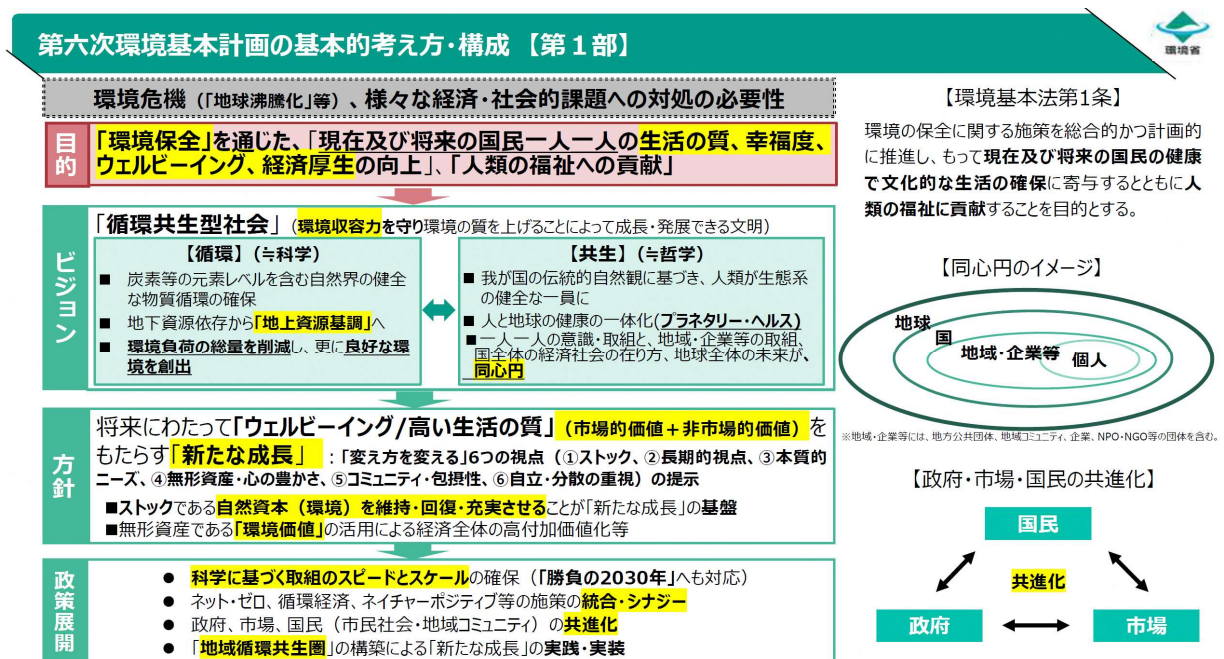 第六次環境基本計画の基本的考え方・構成 【第1部】
環境省
環境危機（「地球沸騰化」等）、様々な経済・社会的課題への対処の必要性
目的
「環境保全」を通じた、「現在及び将来の国民一人一人の生活の質、幸福度、
ウェルビーイング、経済厚生の向上」、「人類の福祉への貢献」
ビジョン
「循環共生型社会」（環境収容力を守り環境の質を上げることによって成長・発展できる文明）
【循環】（≒科学）
■ 炭素等の元素レベルを含む自然界の健全
な物質循環の確保
■ 地下資源依存から「地上資源基調」へ
■ 環境負荷の総量を削減し、更に良好な環
境を創出
【共生】（≒哲学）
■ 我が国の伝統的自然観に基づき、人類が生態系
の健全な一員に
■ 人と地球の健康の一体化(プラネタリー・ヘルス)
■一人一人の意識・取組と、地域・企業等の取組、
国全体の経済社会の在り方、地球全体の未来が、
同心円
方針
将来にわたって「ウェルビーイング/高い生活の質」（市場的価値＋非市場的価値）を
もたらす「新たな成長」：「変え方を変える」6つの視点（①ストック、②長期的視点、③本質的
ニーズ、④無形資産・心の豊かさ、⑤コミュニティ・包摂性、⑥自立・分散の重視）の提示
■ストックである自然資本（環境）を維持・回復・充実させることが「新たな成長」の基盤
■無形資産である「環境価値」の活用による経済全体の高付加価値化等
政策展開
● 科学に基づく取組のスピードとスケールの確保（「勝負の2030年」へも対応）
● ネット・ゼロ、循環経済、ネイチャーポジティブ等の施策の統合・シナジー
● 政府、市場、国民（市民社会・地域コミュニティ）の共進化
● 「地域循環共生圏」の構築による「新たな成長」の実践・実装
【環境基本法第1条】
環境の保全に関する施策を総合的かつ計画的
に推進し、もって現在及び将来の国民の健康
で文化的な生活の確保に寄与するとともに人
類の福祉に貢献することを目的とする。
【同心円のイメージ】
地球
国
地域・企業等
個人
※地域・企業等には、地方公共団体、地域コミュニティ、企業、NPO・NGO等の団体を含む。
【政府・市場・国民の共進化】
国民
共進化
政府
市場